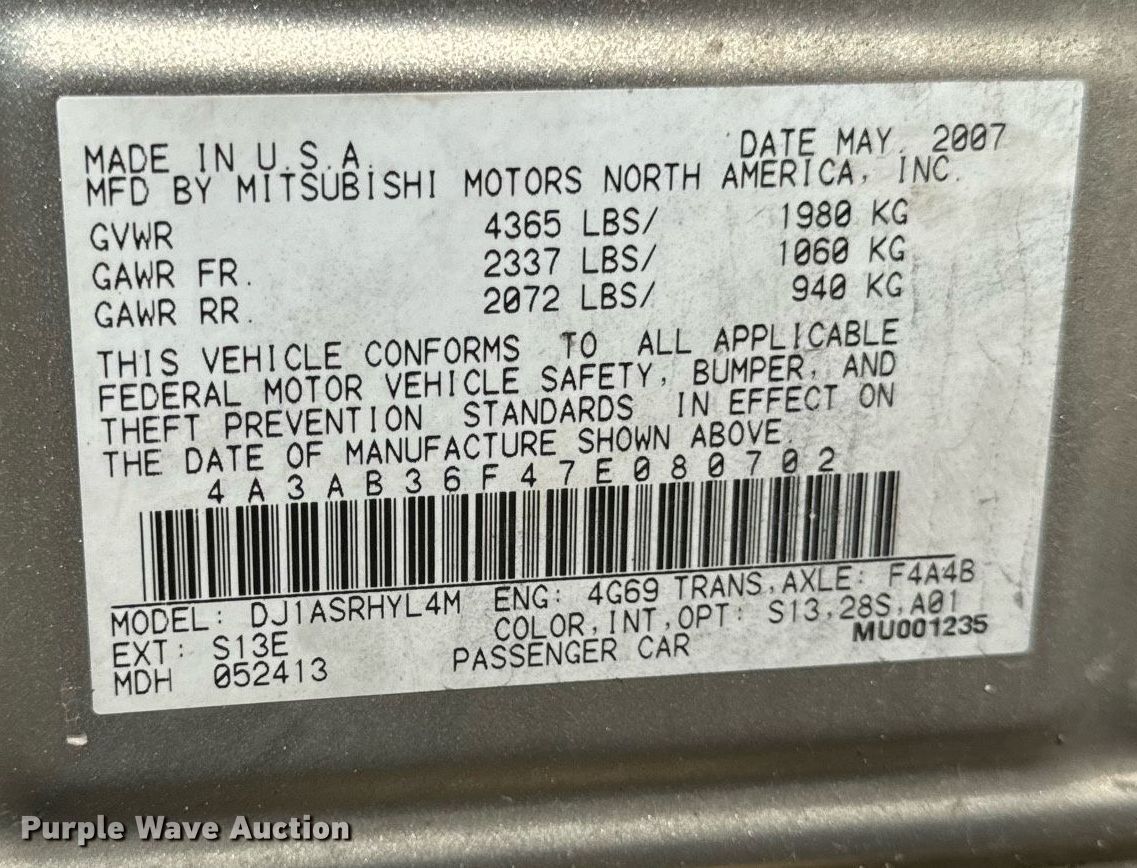 MADE IN U.S.A. DATE MAY. 2007
MFD BY MITSUBISHI MOTORS NORTH AMERICA, INC.
GVWR 4365 LBS/ 1980 KG
GAWR FR. 2337 LBS/ 1060 KG
GAWR RR. 2072 LBS/ 940 KG
THIS VEHICLE CONFORMS TO ALL APPLICABLE
FEDERAL MOTOR VEHICLE SAFETY, BUMPER, AND
THEFT PREVENTION STANDARDS IN EFFECT ON
THE DATE OF MANUFACTURE SHOWN ABOVE.
4A3AB36F47E080702
MODEL: DJ1ASRHYL4M ENG: 4G69 TRANS,AXLE: F4A4B
EXT: S13E COLOR,INT,OPT: S13,28S,A01
MDH 052413 PASSENGER CAR MU001235
Purple Wave Auction